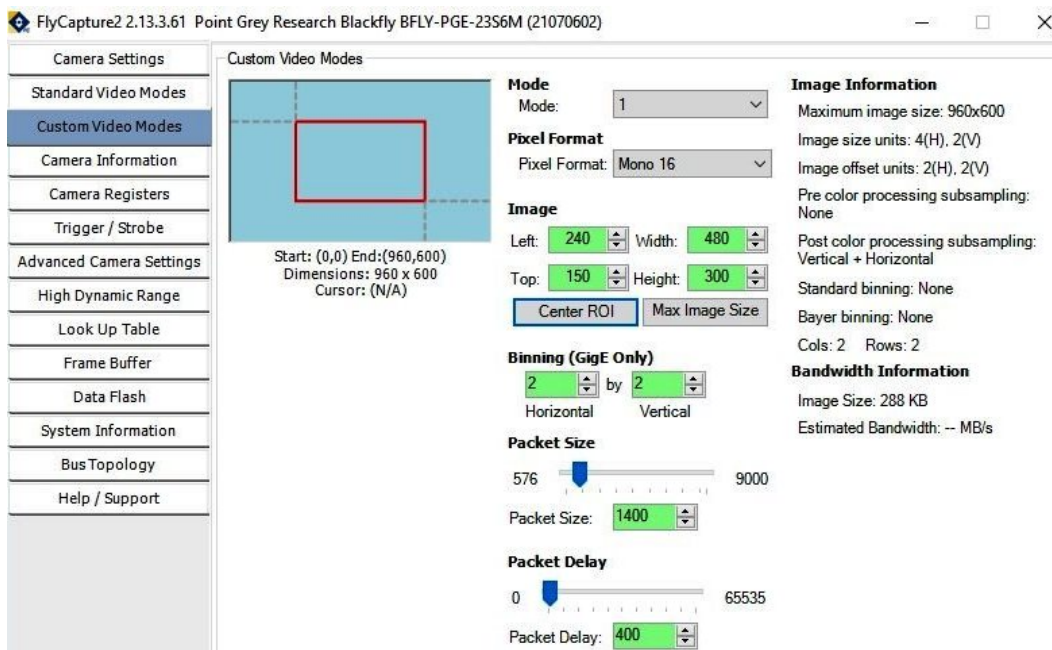 FlyCapture2 2.13.3.61 Point Grey Research Blackfly BFLY-PGE-23S6M (21070602)
Camera Settings
Standard Video Modes
Custom Video Modes
Camera Information
Camera Registers
Trigger / Strobe
Advanced Camera Settings
High Dynamic Range
Look Up Table
Frame Buffer
Data Flash
System Information
Bus Topology
Help / Support
Custom Video Modes
Start: (0,0) End:(960,600)
Dimensions: 960 x 600
Cursor: (N/A)
Mode
Mode: 1
Pixel Format
Pixel Format: Mono 16
Image
Left: 240 Width: 480
Top: 150 Height: 300
Center ROI Max Image Size
Binning (GigE Only)
2 by 2
Horizontal Vertical
Packet Size
576 9000
Packet Size: 1400
Packet Delay
0 65535
Packet Delay: 400
Image Information
Maximum image size: 960x600
Image size units: 4(H), 2(V)
Image offset units: 2(H), 2(V)
Pre color processing subsampling:
None
Post color processing subsampling:
Vertical + Horizontal
Standard binning: None
Bayer binning: None
Cols: 2 Rows: 2
Bandwidth Information
Image Size: 288 KB
Estimated Bandwidth: -- MB/s